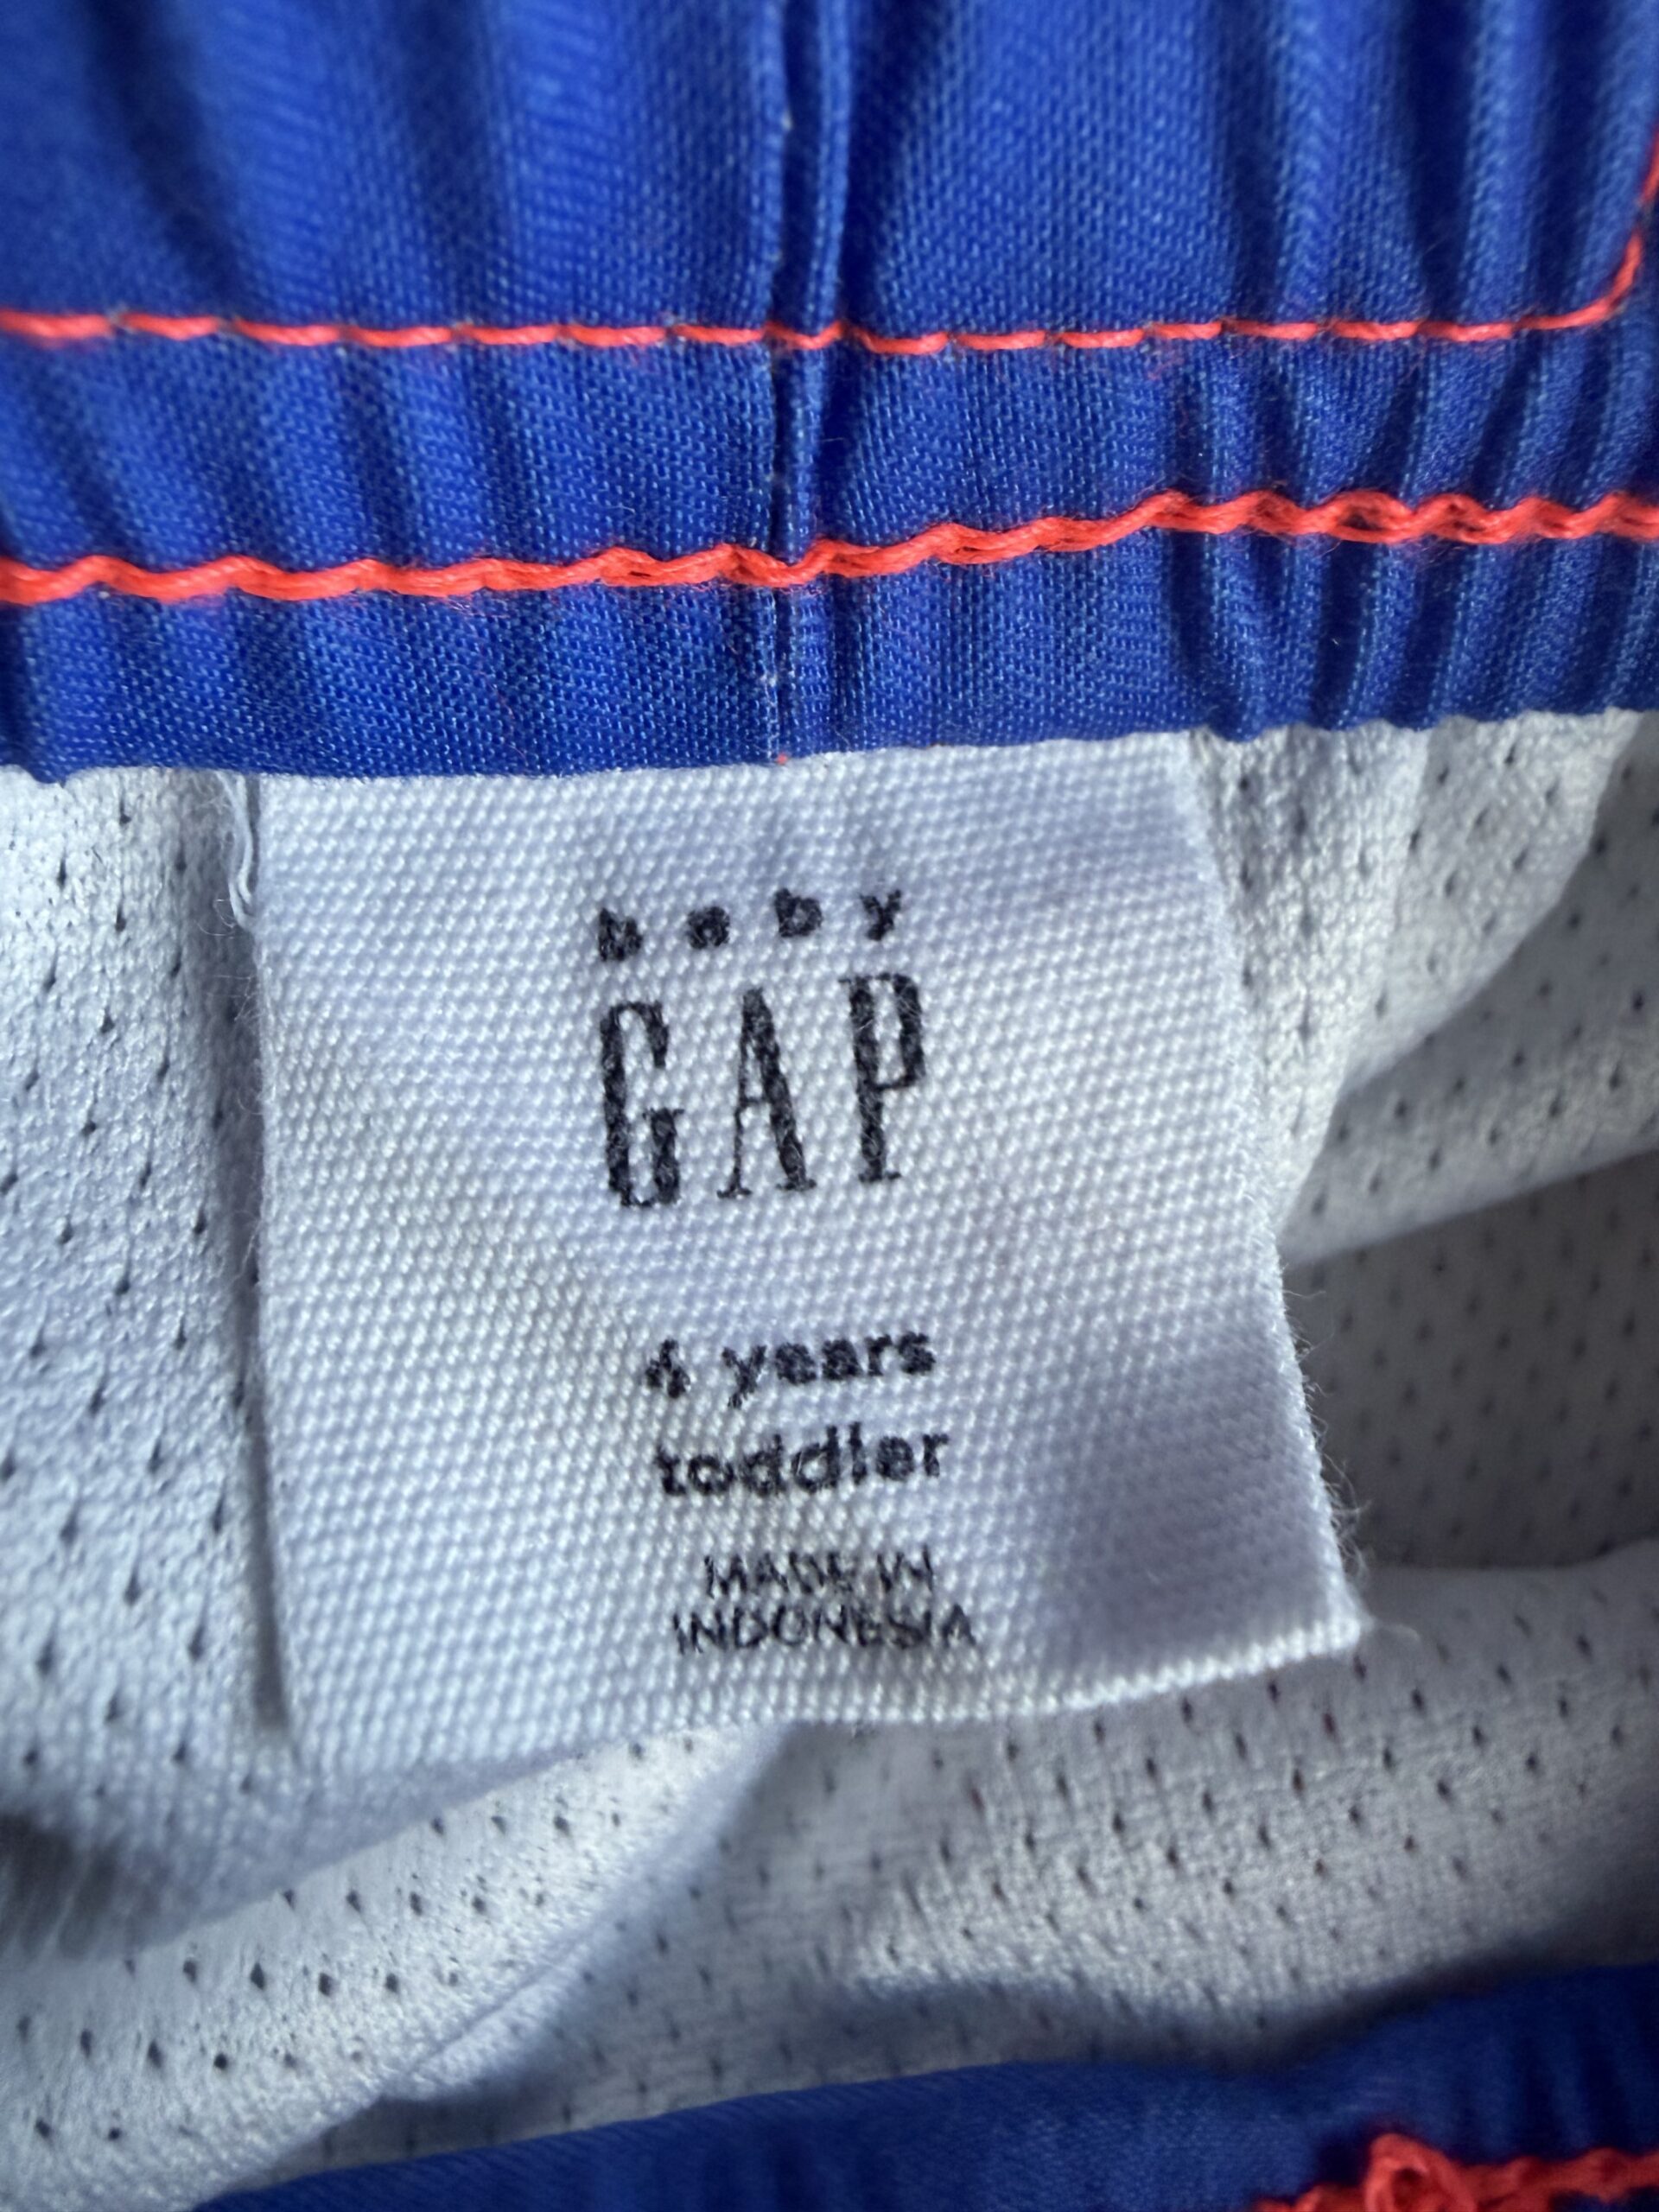 baby
GAP
4 years
toddler
MADE IN
INDONESIA